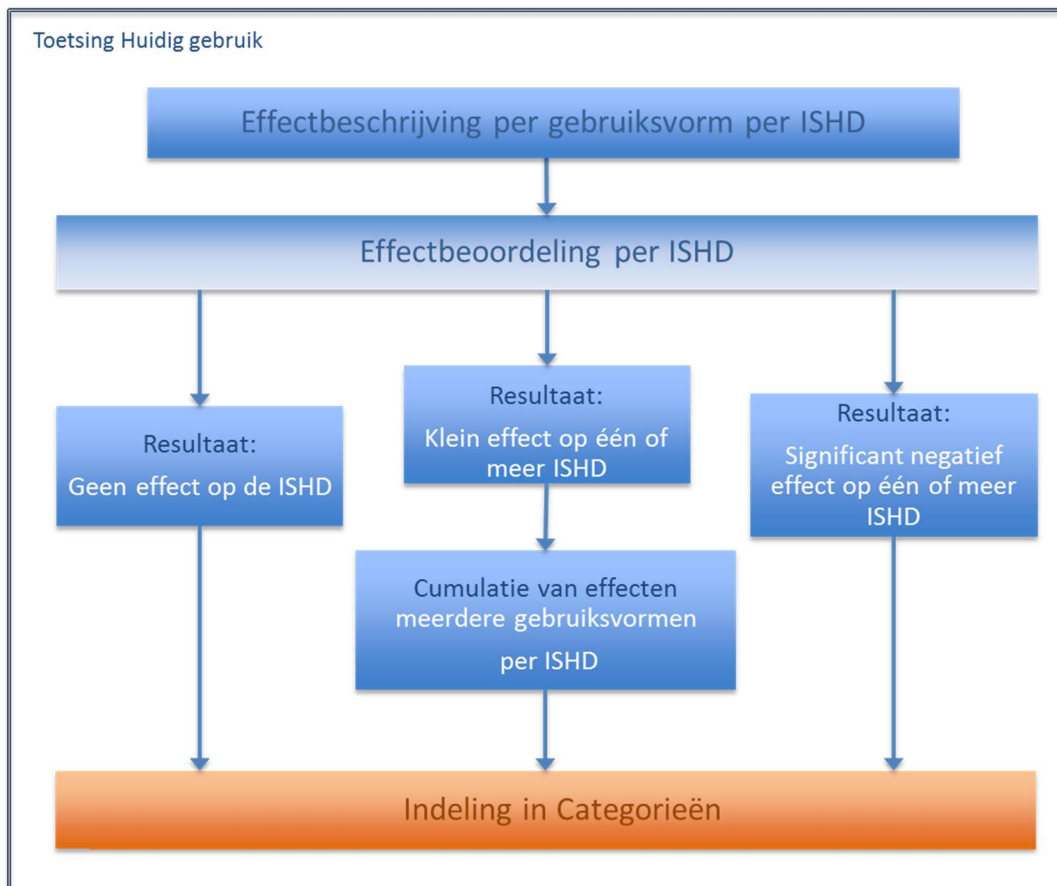 Toetsing Huidig gebruik
Effectbeschrijving per gebruiksvorm per ISHD
Effectbeoordeling per ISHD
Resultaat:
Geen effect op de ISHD
Resultaat:
Klein effect op één of
meer ISHD
Resultaat:
Significant negatief
effect op één of meer
ISHD
Cumulatie van effecten
meerdere gebruiksvormen
per ISHD
Indeling in Categorieën